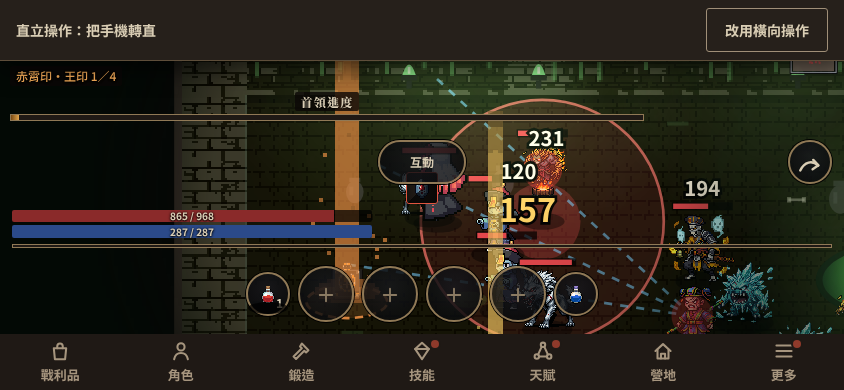 直立操作：把手機轉直
改用橫向操作
赤霄印・王印 1／4
首領進度
互動
231
120
157
194
865 / 968
287 / 287
1
戰利品
角色
鍛造
技能
天賦
營地
更多